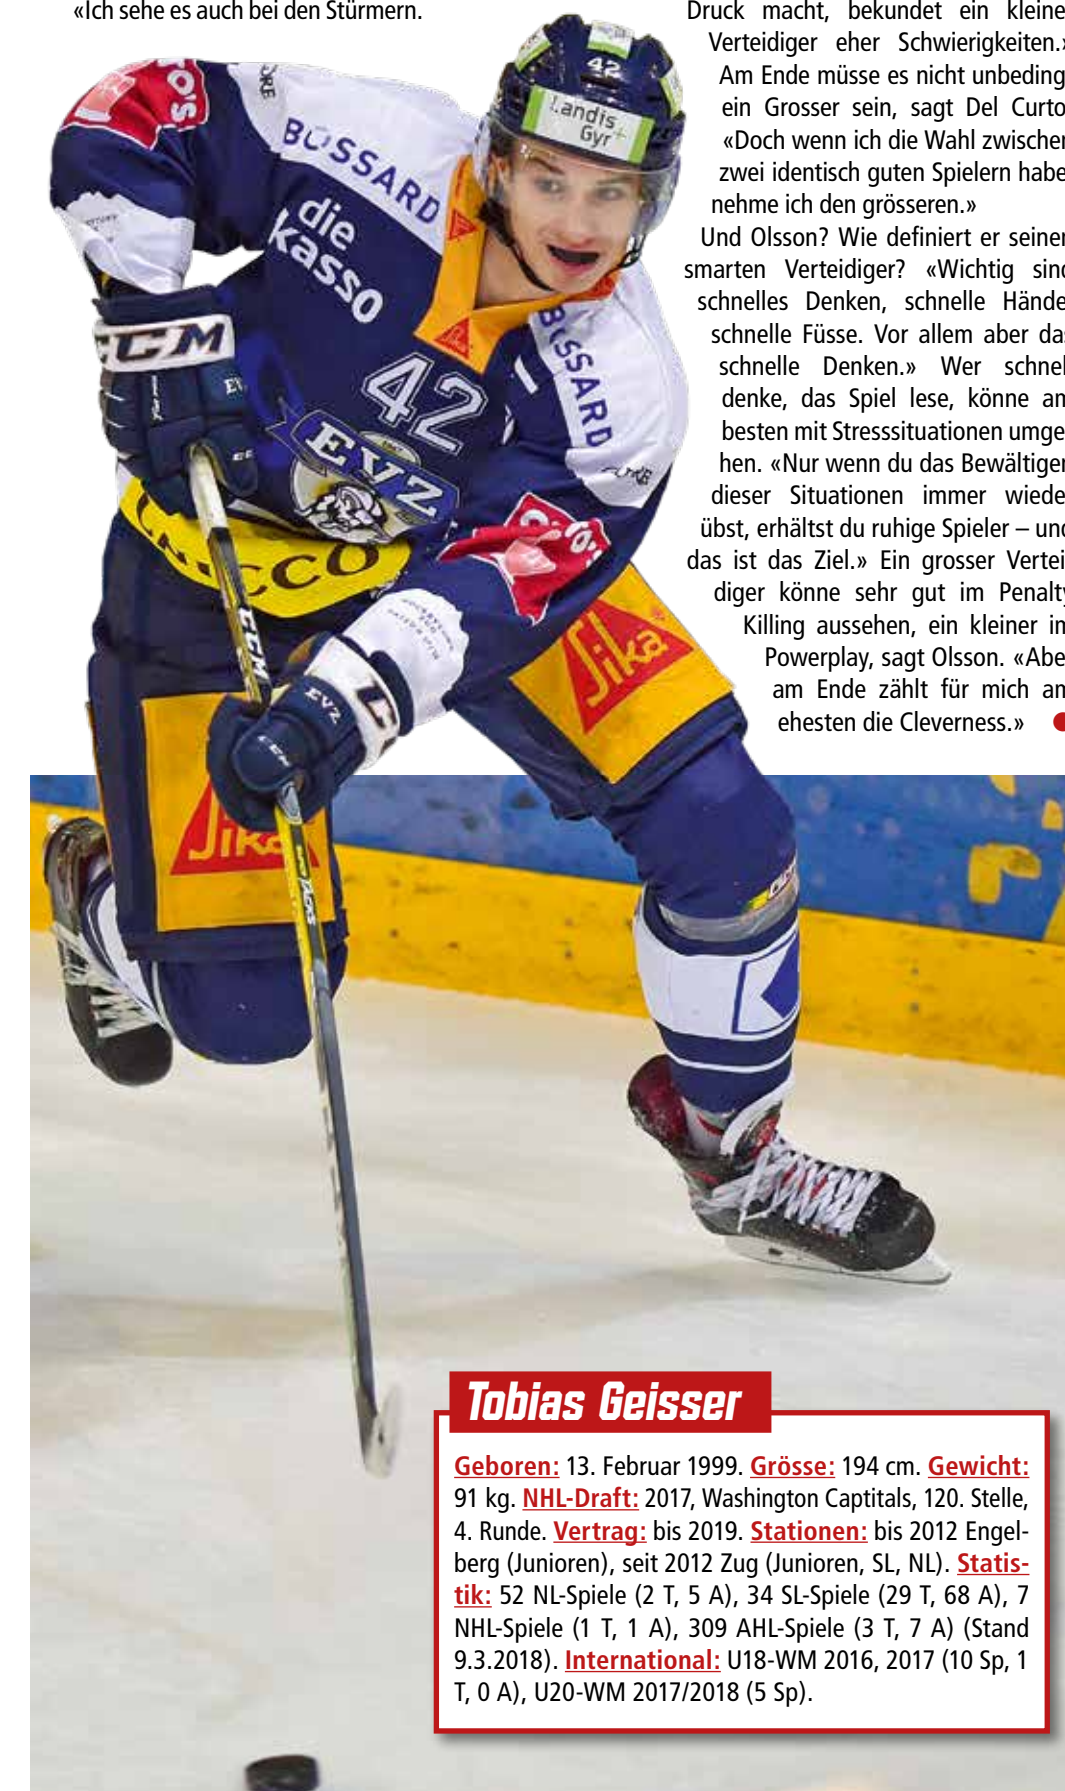 «Ich sehe es auch bei den Stürmern.
Druck macht, bekundet ein kleine
Verteidiger eher Schwierigkeiten.»
Am Ende müsse es nicht unbeding
ein Grosser sein, sagt Del Curto
«Doch wenn ich die Wahl zwischen
zwei identisch guten Spielern habe
nehme ich den grösseren.»
Und Olsson? Wie definiert er seinen
smarten Verteidiger? «Wichtig sind
schnelles Denken, schnelle Hände
schnelle Füsse. Vor allem aber das
schnelle Denken.» Wer schnel
denke, das Spiel lese, könne am
besten mit Stresssituationen umge
hen. «Nur wenn du das Bewältigen
dieser Situationen immer wiede
übst, erhältst du ruhige Spieler – und
das ist das Ziel.» Ein grosser Vertei
diger könne sehr gut im Penalty
Killing aussehen, ein kleiner im
Powerplay, sagt Olsson. «Abe
am Ende zählt für mich am
ehesten die Cleverness.»
42
Landis+
Gyr
BOSSARD
die
kasso
Sika
BOSSARD
CCM
42
EVZ
CCM
Sika
EVZ
CCM
Sika
Tobias Geisser
Geboren: 13. Februar 1999. Grösse: 194 cm. Gewicht:
91 kg. NHL-Draft: 2017, Washington Captitals, 120. Stelle,
4. Runde. Vertrag: bis 2019. Stationen: bis 2012 Engel-
berg (Junioren), seit 2012 Zug (Junioren, SL, NL). Statis-
tik: 52 NL-Spiele (2 T, 5 A), 34 SL-Spiele (29 T, 68 A), 7
NHL-Spiele (1 T, 1 A), 309 AHL-Spiele (3 T, 7 A) (Stand
9.3.2018). International: U18-WM 2016, 2017 (10 Sp, 1
T, 0 A), U20-WM 2017/2018 (5 Sp).